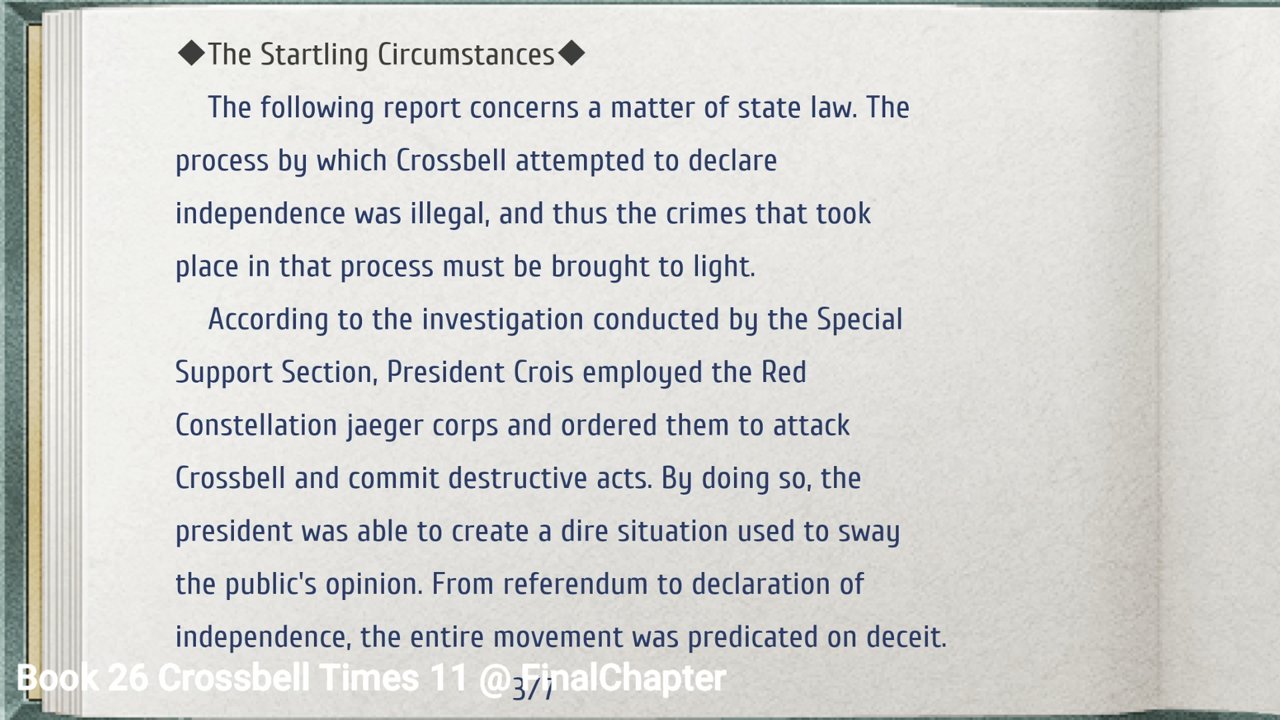 ◆The Startling Circumstances◆
The following report concerns a matter of state law. The
process by which Crossbell attempted to declare
independence was illegal, and thus the crimes that took
place in that process must be brought to light.
According to the investigation conducted by the Special
Support Section, President Crois employed the Red
Constellation jaeger corps and ordered them to attack
Crossbell and commit destructive acts. By doing so, the
president was able to create a dire situation used to sway
the public's opinion. From referendum to declaration of
independence, the entire movement was predicated on deceit.
Book 26 Crossbell Times 11 @ FinalChapter
3/7